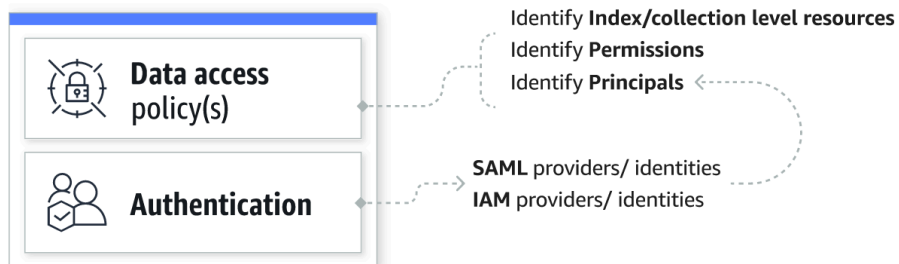 Identify Index/collection level resources
Identify Permissions
Identify Principals
Data access
policy(s)
SAML providers/ identities
IAM providers/ identities
Authentication